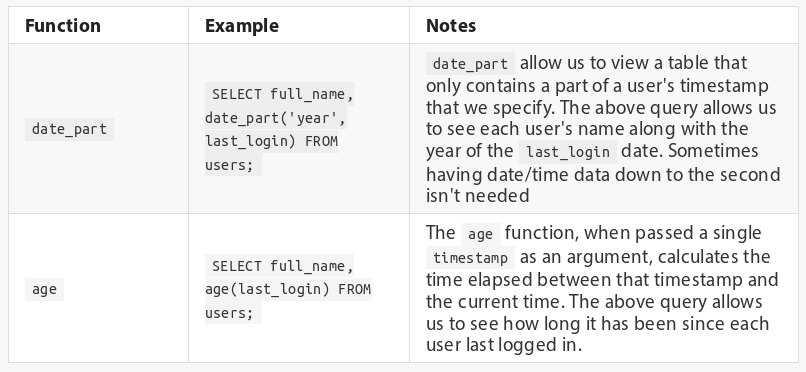 Function Example Notes
date_part
SELECT full_name,
date_part('year',
last_login) FROM
users;
date_part allow us to view a table that
only contains a part of a user's timestamp
that we specify. The above query allows us
to see each user's name along with the
year of the last_login date. Sometimes
having date/time data down to the second
isn't needed
age
SELECT full_name,
age(last_login) FROM
users;
The age function, when passed a single
timestamp as an argument, calculates the
time elapsed between that timestamp and
the current time. The above query allows
us to see how long it has been since each
user last logged in.